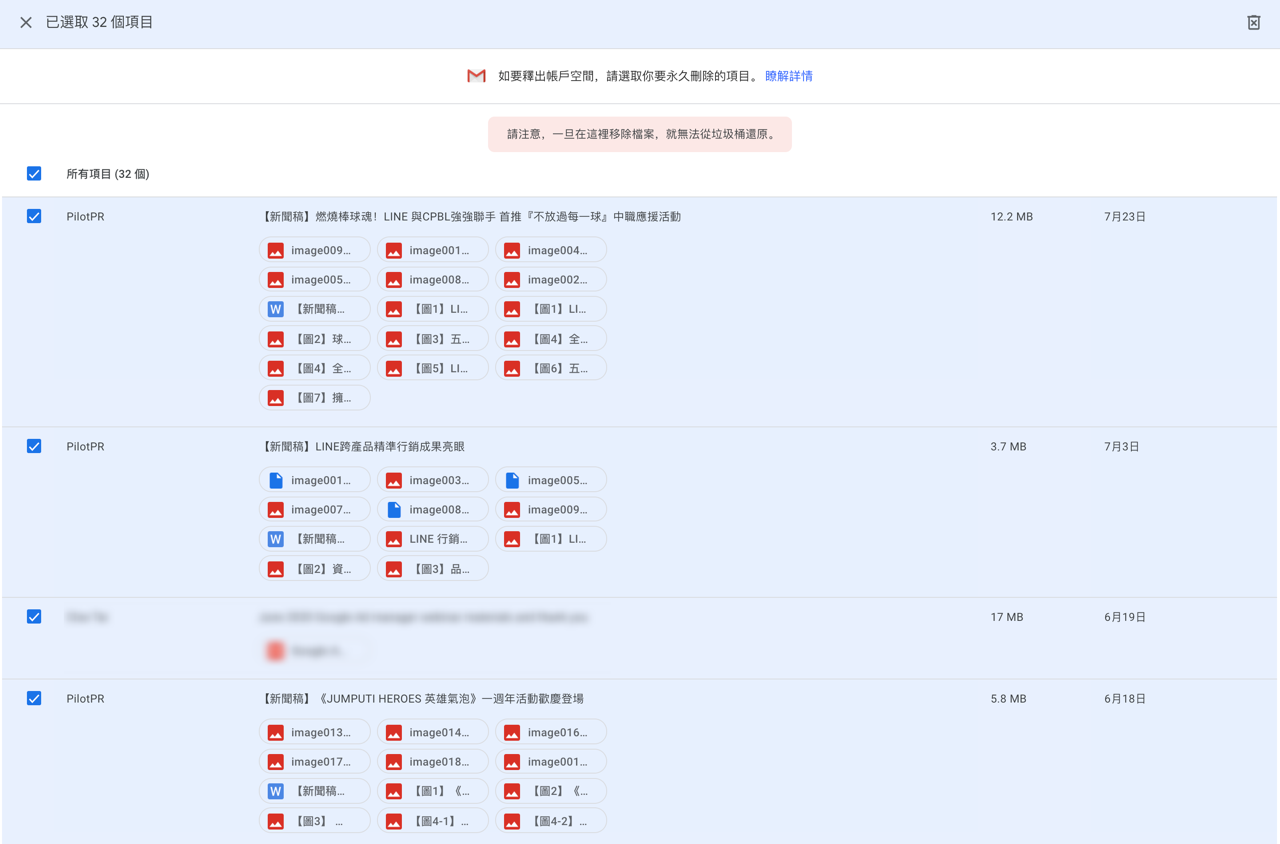 已選取 32 個項目
如要釋出帳戶空間，請選取你要永久刪除的項目。 瞭解詳情
請注意，一旦在這裡移除檔案，就無法從垃圾桶還原。
所有項目 (32 個)
PilotPR 【新聞稿】燃燒棒球魂！LINE 與CPBL強強聯手 首推『不放過每一球』中職應援活動 12.2 MB 7月23日
image009... image001... image004...
image005... image008... image002...
W 【新聞稿... 【圖1】LI... 【圖1】LI...
【圖2】球... 【圖3】五... 【圖4】全...
【圖4】全... 【圖5】LI... 【圖6】五...
【圖7】擁...
PilotPR 【新聞稿】LINE跨產品精準行銷成果亮眼 3.7 MB 7月3日
image001... image003... image005...
image007... image008... image009...
W 【新聞稿... LINE 行銷... 【圖1】LI...
【圖2】資... 【圖3】品...
17 MB 6月19日
PilotPR 【新聞稿】《JUMPUTI HEROES 英雄氣泡》一週年活動歡慶登場 5.8 MB 6月18日
image013... image014... image016...
image017... image018... image001...
W 【新聞稿... 【圖1】《... 【圖2】《...
【圖3】 ... 【圖4-1】... 【圖4-2】...